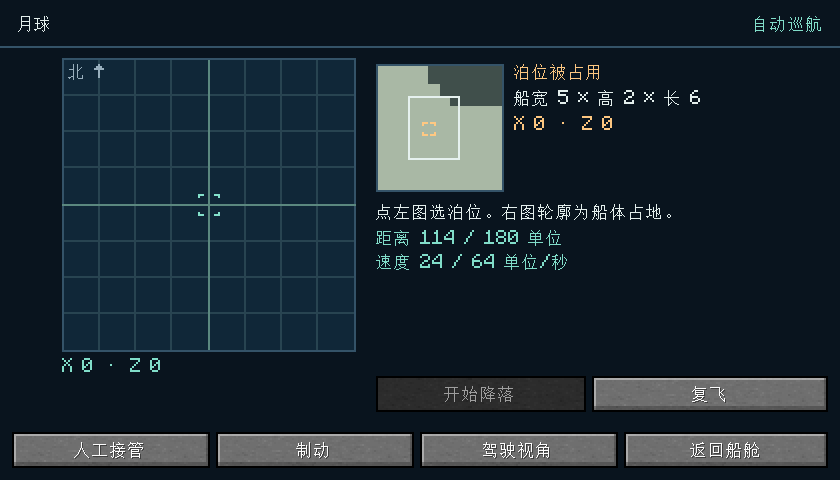 月球
自动巡航
北
泊位被占用
船宽 5 × 高 2 × 长 6
X 0 · Z 0
点左图选泊位。右图轮廓为船体占地。
距离 114 / 180 单位
速度 24 / 64 单位/秒
X 0 · Z 0
开始降落
复飞
人工接管
制动
驾驶视角
返回船舱